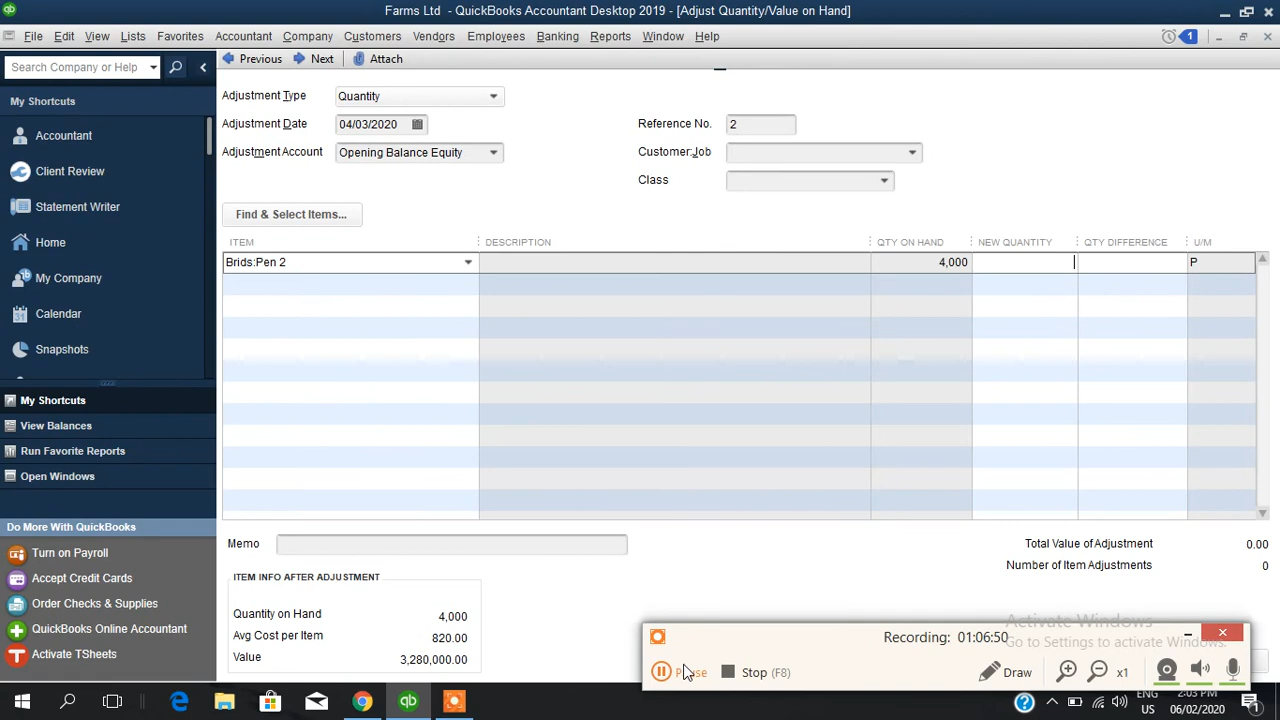 Farms Ltd - QuickBooks Accountant Desktop 2019 - [Adjust Quantity/Value on Hand]
File Edit View Lists Favorites Accountant Company Customers Vendors Employees Banking Reports Window Help 1
Search Company or Help
Previous Next Attach
My Shortcuts
Accountant
Client Review
Statement Writer
Home
My Company
Calendar
Snapshots
My Shortcuts
View Balances
Run Favorite Reports
Open Windows
Do More With QuickBooks
Turn on Payroll
Accept Credit Cards
Order Checks & Supplies
QuickBooks Online Accountant
Activate TSheets
Adjustment Type Quantity
Adjustment Date 04/03/2020 Reference No. 2
Adjustment Account Opening Balance Equity Customer:Job
Class
Find & Select Items...
ITEM DESCRIPTION QTY ON HAND NEW QUANTITY QTY DIFFERENCE U/M
Brids:Pen 2 4,000 P
Memo
Total Value of Adjustment 0.00
Number of Item Adjustments 0
ITEM INFO AFTER ADJUSTMENT
Quantity on Hand 4,000
Avg Cost per Item 820.00
Value 3,280,000.00
Activate Windows
Go to Settings to activate Windows.
Recording: 01:06:50
Pause Stop (F8) Draw x1
ENG 2:03 PM
US 06/02/2020 1